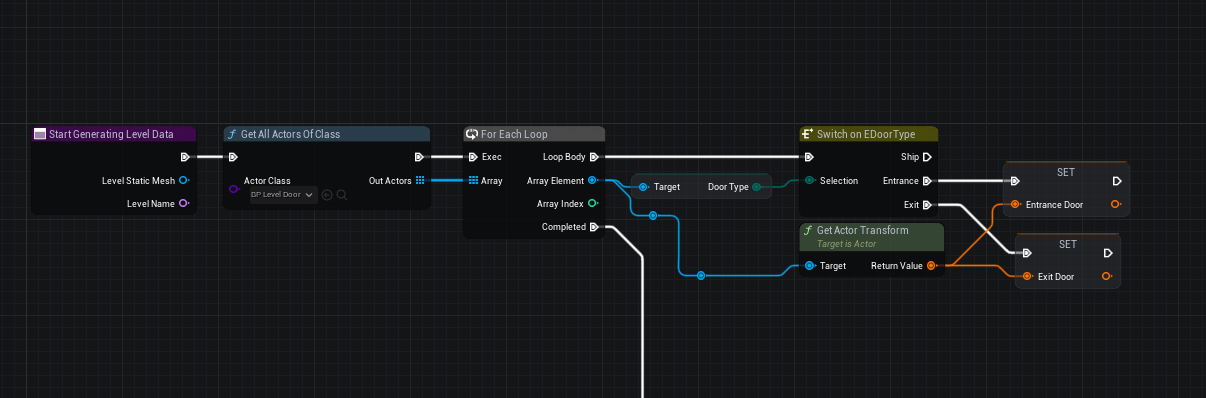 Start Generating Level Data
Level Static Mesh
Level Name
Get All Actors Of Class
Actor Class
BP Level Door
Out Actors
For Each Loop
Exec
Loop Body
Array
Array Element
Array Index
Completed
Target
Door Type
Switch on EDoorType
Ship
Selection
Entrance
Exit
Get Actor Transform
Target is Actor
Target
Return Value
SET
Entrance Door
SET
Exit Door